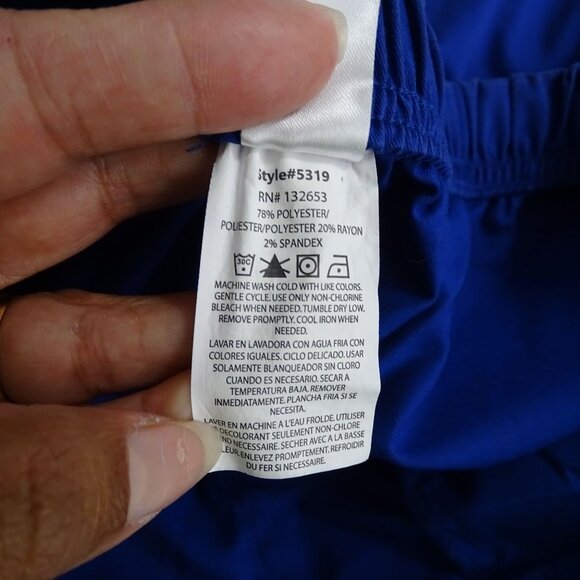 Style#5319
RN# 132653
78% POLYESTER/
POLIESTER/POLYESTER 20% RAYON
2% SPANDEX
30C
MACHINE WASH COLD WITH LIKE COLORS.
GENTLE CYCLE. USE ONLY NON-CHLORINE
BLEACH WHEN NEEDED. TUMBLE DRY LOW.
REMOVE PROMPTLY. COOL IRON WHEN
NEEDED.
LAVAR EN LAVADORA CON AGUA FRIA CON
COLORES IGUALES. CICLO DELICADO. USAR
SOLAMENTE BLANQUEADOR SIN CLORO
CUANDO ES NECESARIO. SECAR A
TEMPERATURA BAJA. REMOVER
IMMEDIATAMENTE. PLANCHA FRIA SI SE
NECESITA.
LAVER EN MACHINE A L'EAU FROLDE. UTILISER
DECOLORANT SEULEMENT NON-CHLORE
ND NECESSAIRE. SECHER AVEC A LA BASSE
LEUR ENLEVEZ PROMPTEMENT. REFROIDIR
DU FER SI NECESSAIRE.